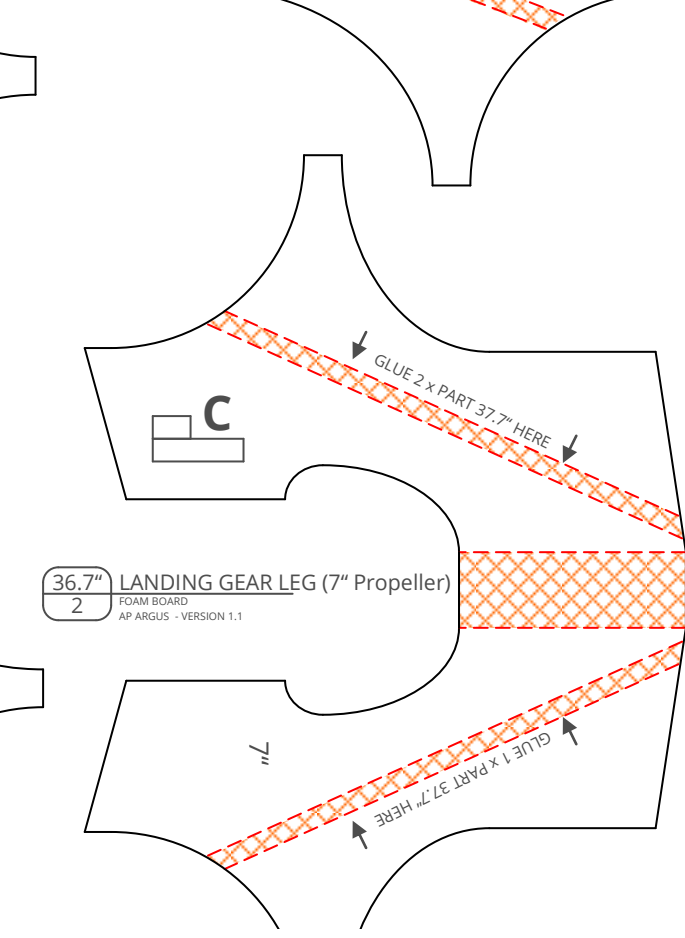 GLUE 2 x PART 37.7“ HERE
C
36.7“
2
LANDING GEAR LEG (7“ Propeller)
FOAM BOARD
AP ARGUS - VERSION 1.1
7“
GLUE 1 x PART 37.7“ HERE